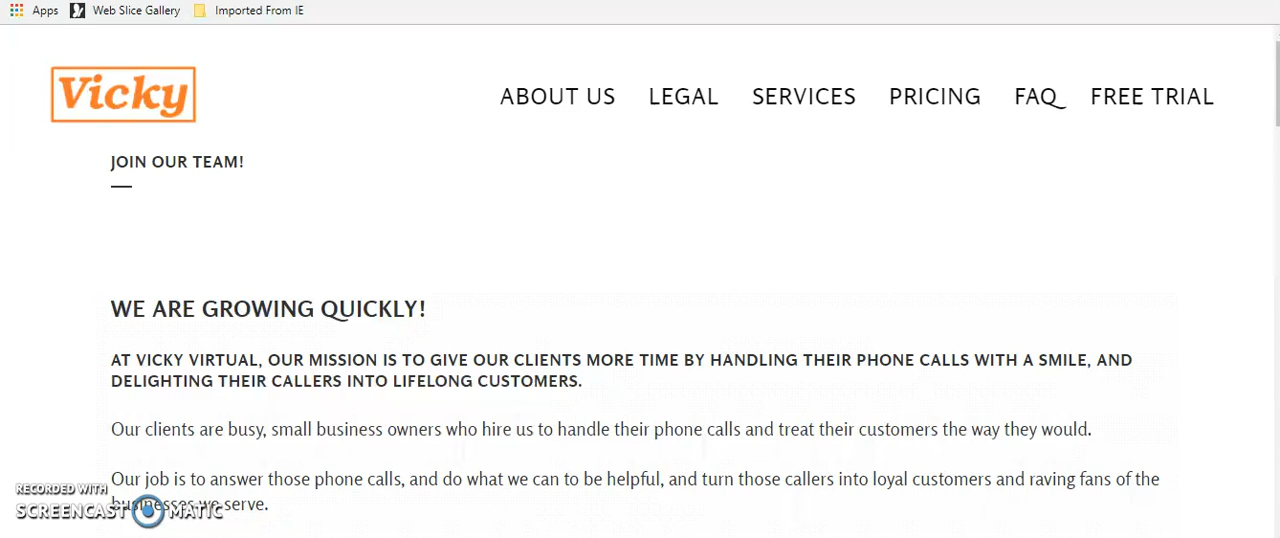 Apps Web Slice Gallery Imported From IE
Vicky
ABOUT US LEGAL SERVICES PRICING FAQ FREE TRIAL
JOIN OUR TEAM!
WE ARE GROWING QUICKLY!
AT VICKY VIRTUAL, OUR MISSION IS TO GIVE OUR CLIENTS MORE TIME BY HANDLING THEIR PHONE CALLS WITH A SMILE, AND
DELIGHTING THEIR CALLERS INTO LIFELONG CUSTOMERS.
Our clients are busy, small business owners who hire us to handle their phone calls and treat their customers the way they would.
Our job is to answer those phone calls, and do what we can to be helpful, and turn those callers into loyal customers and raving fans of the
businesses we serve.
RECORDED WITH
SCREENCAST MATIC